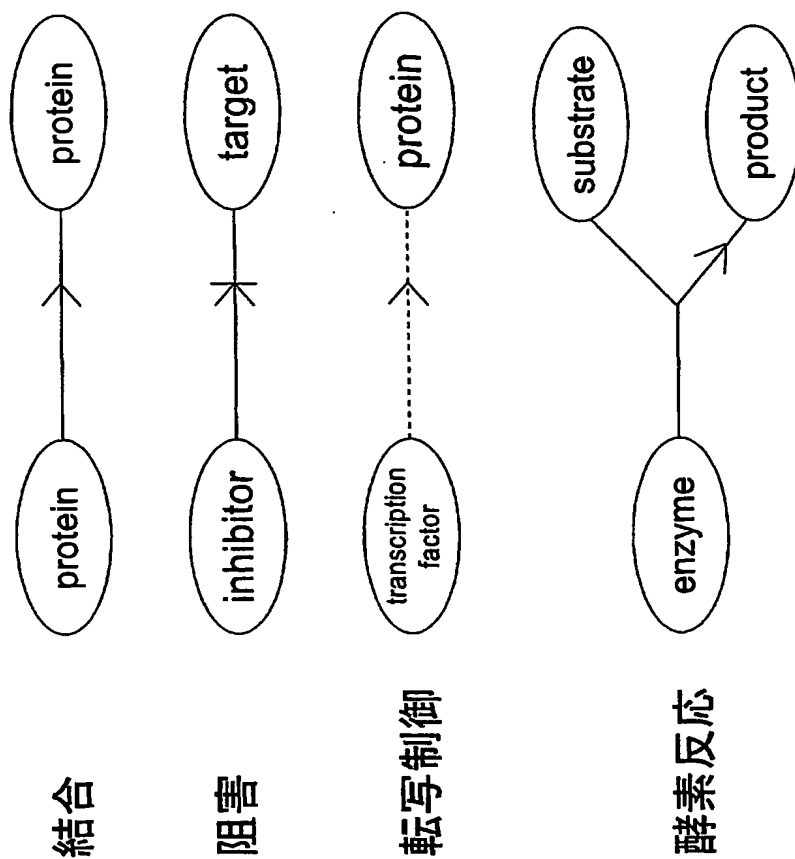 結合
protein
protein
阻害
inhibitor
target
転写制御
transcription
factor
protein
酵素反応
enzyme
substrate
product